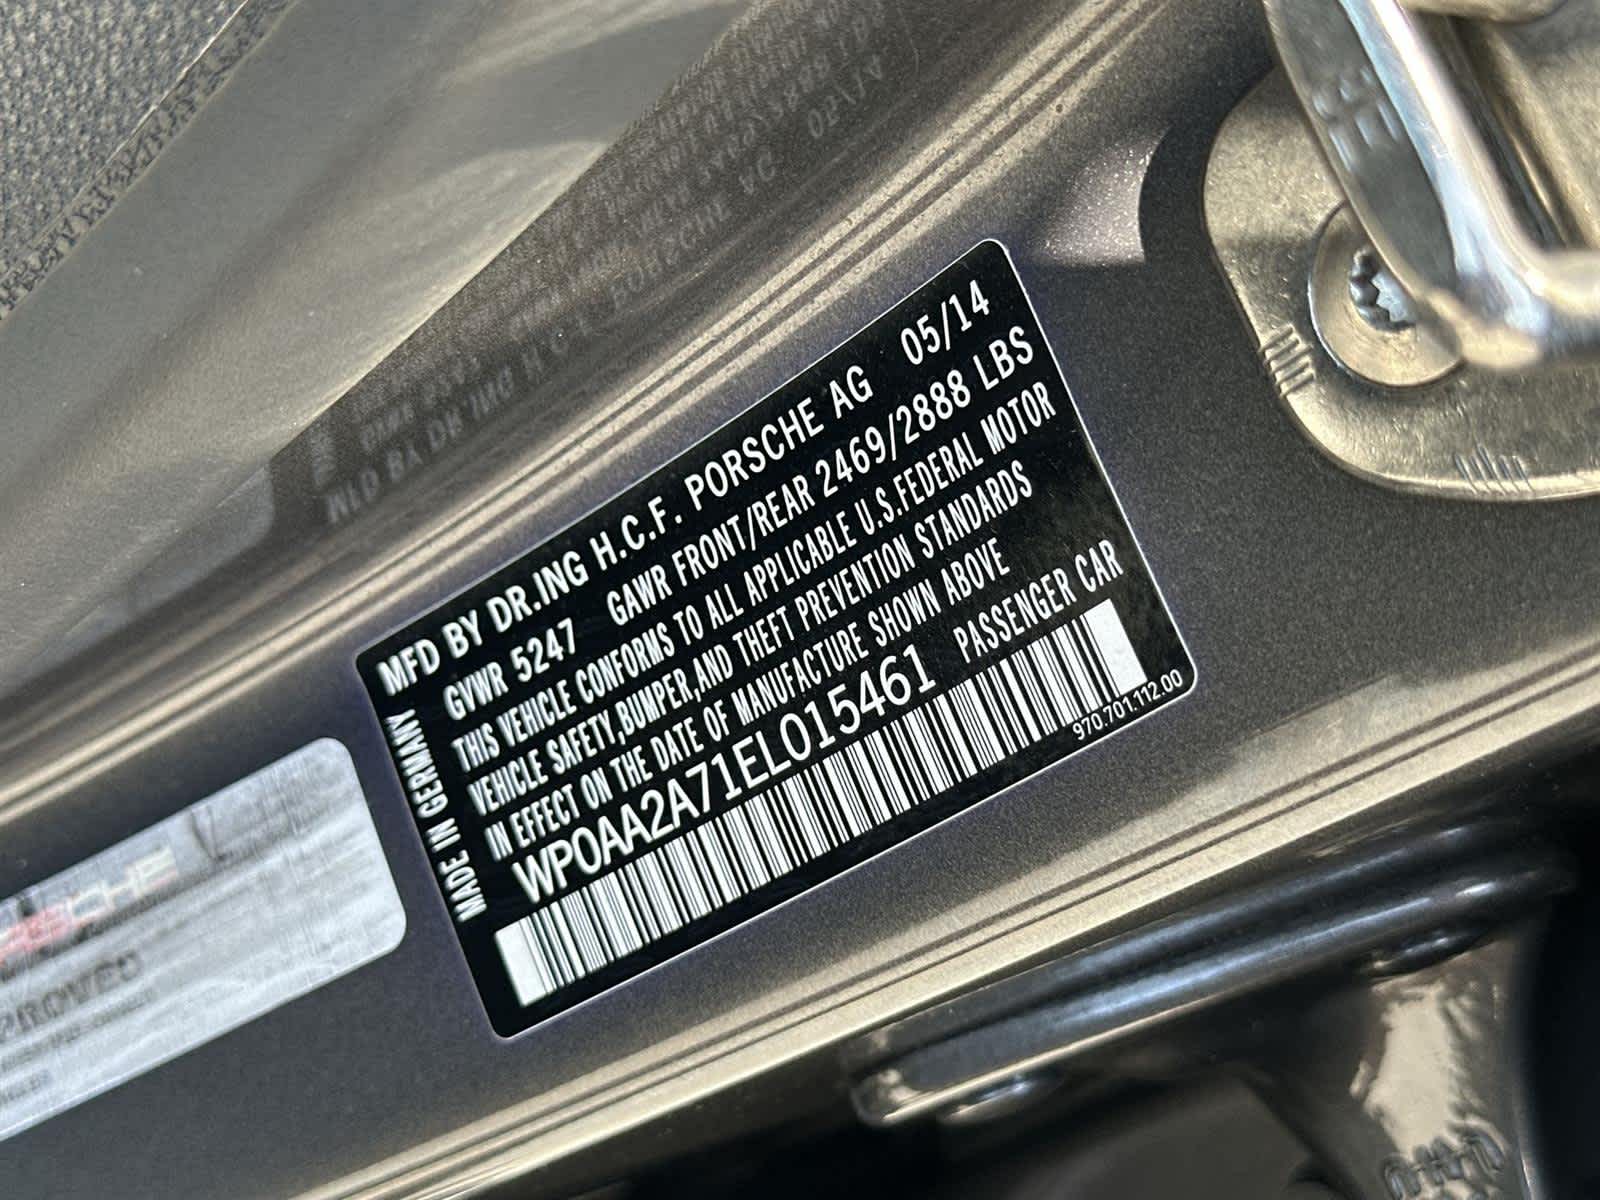 MFD BY DR.ING H.C.F. PORSCHE AG 05/14
GVWR 5247 GAWR FRONT/REAR 2469/2888 LBS
THIS VEHICLE CONFORMS TO ALL APPLICABLE U.S.FEDERAL MOTOR
VEHICLE SAFETY,BUMPER,AND THEFT PREVENTION STANDARDS
IN EFFECT ON THE DATE OF MANUFACTURE SHOWN ABOVE
WP0AA2A71EL015461 PASSENGER CAR
970.701.112.00
MADE IN GERMANY